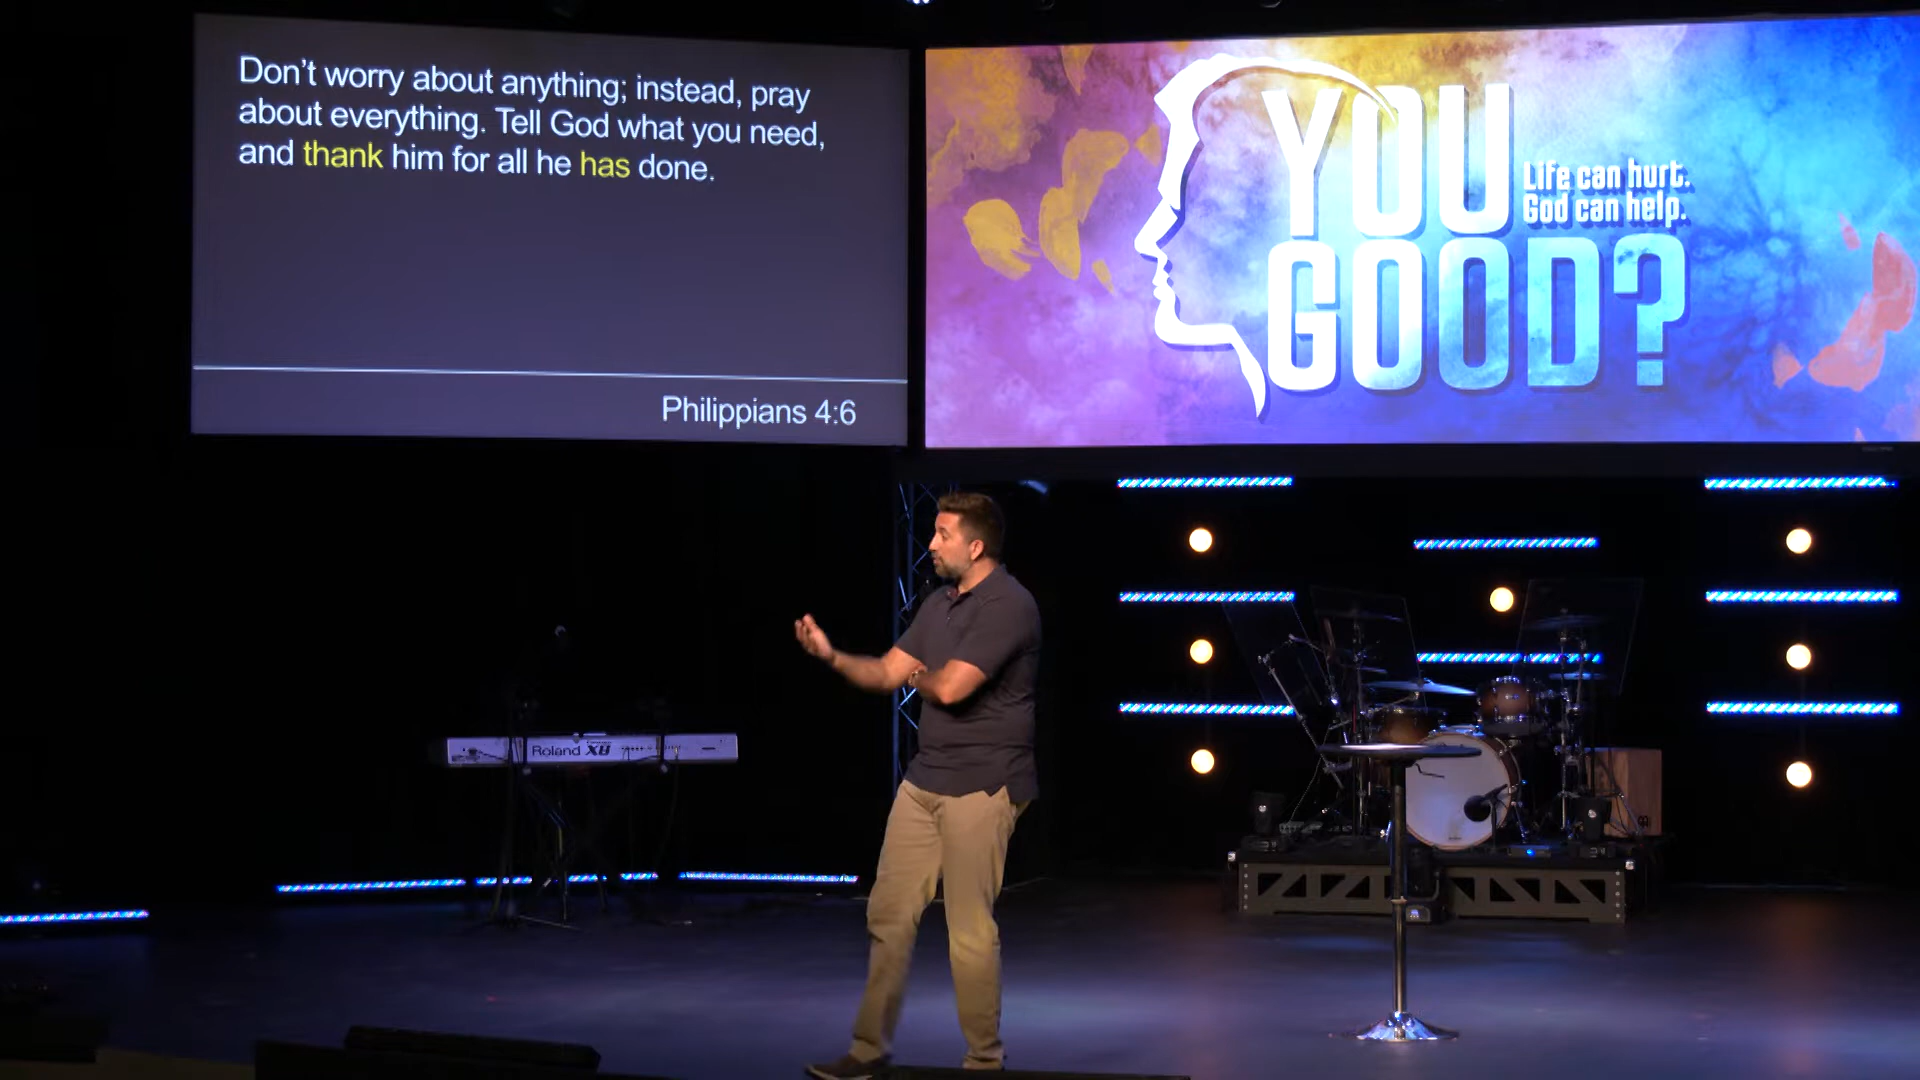 Don't worry about anything; instead, pray
about everything. Tell God what you need,
and thank him for all he has done.
Philippians 4:6
YOU
GOOD?
Life can hurt.
God can help.
Roland X8